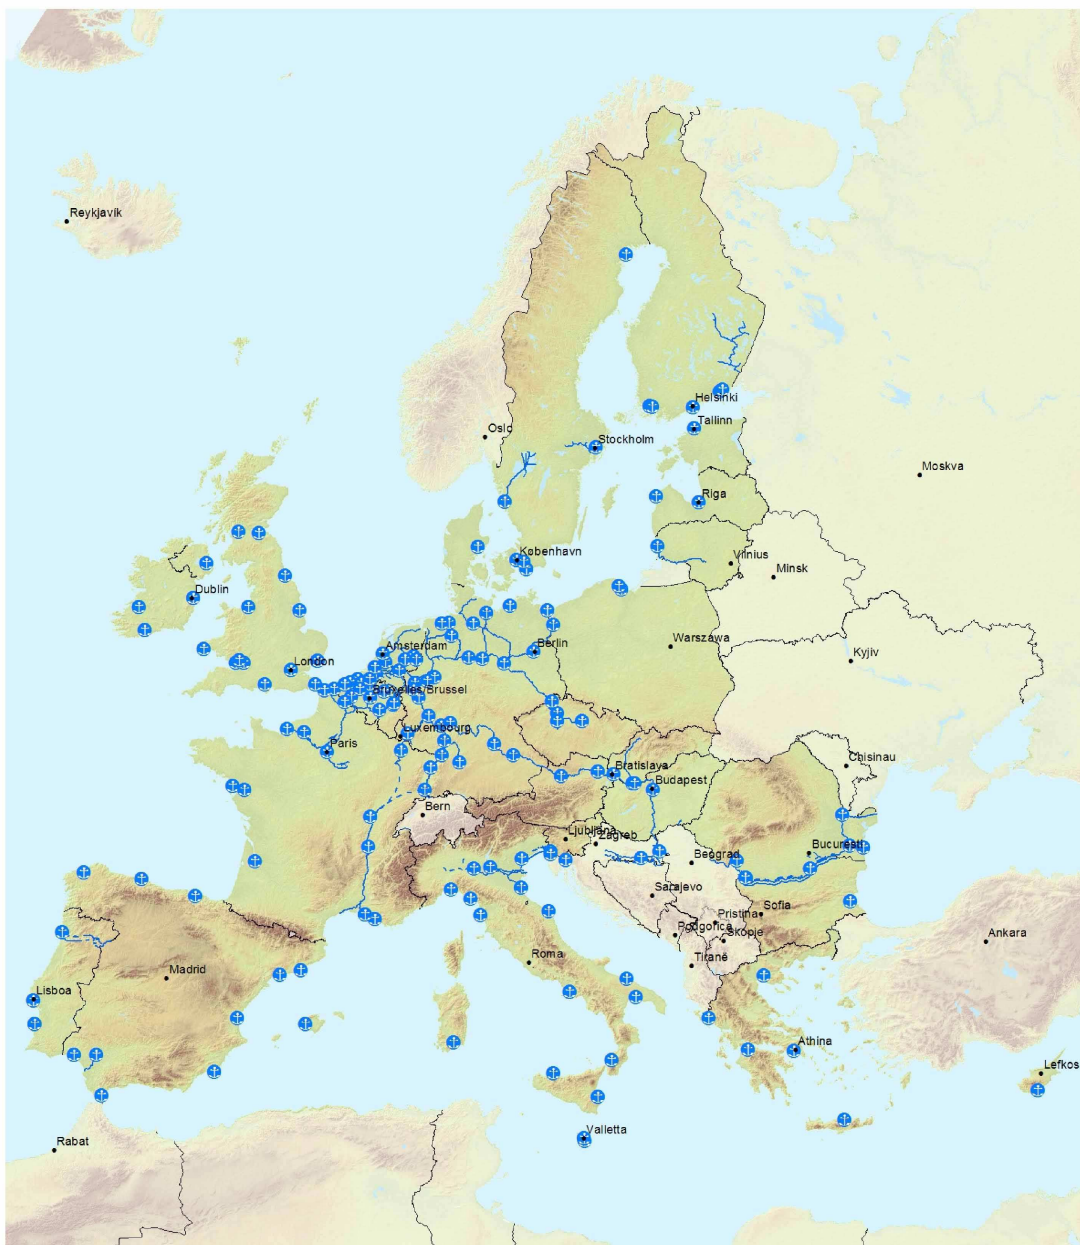 Reykjavík
Helsinki
Tallinn
Oslo
Stockholm
Moskva
Riga
København
Vilnius
Minsk
Dublin
Warszawa
Amsterdam
Berlin
Kyjiv
London
Bruxelles/Brussel
Luxembourg
Paris
Chisinau
Bratislava
Budapest
Bern
Ljubljana
Zagreb
Bucuresti
Beograd
Sarajevo
Pristina
Sofia
Podgorica
Skopje
Ankara
Roma
Tiranë
Madrid
Lisboa
Athina
Lefkos
Valletta
Rabat